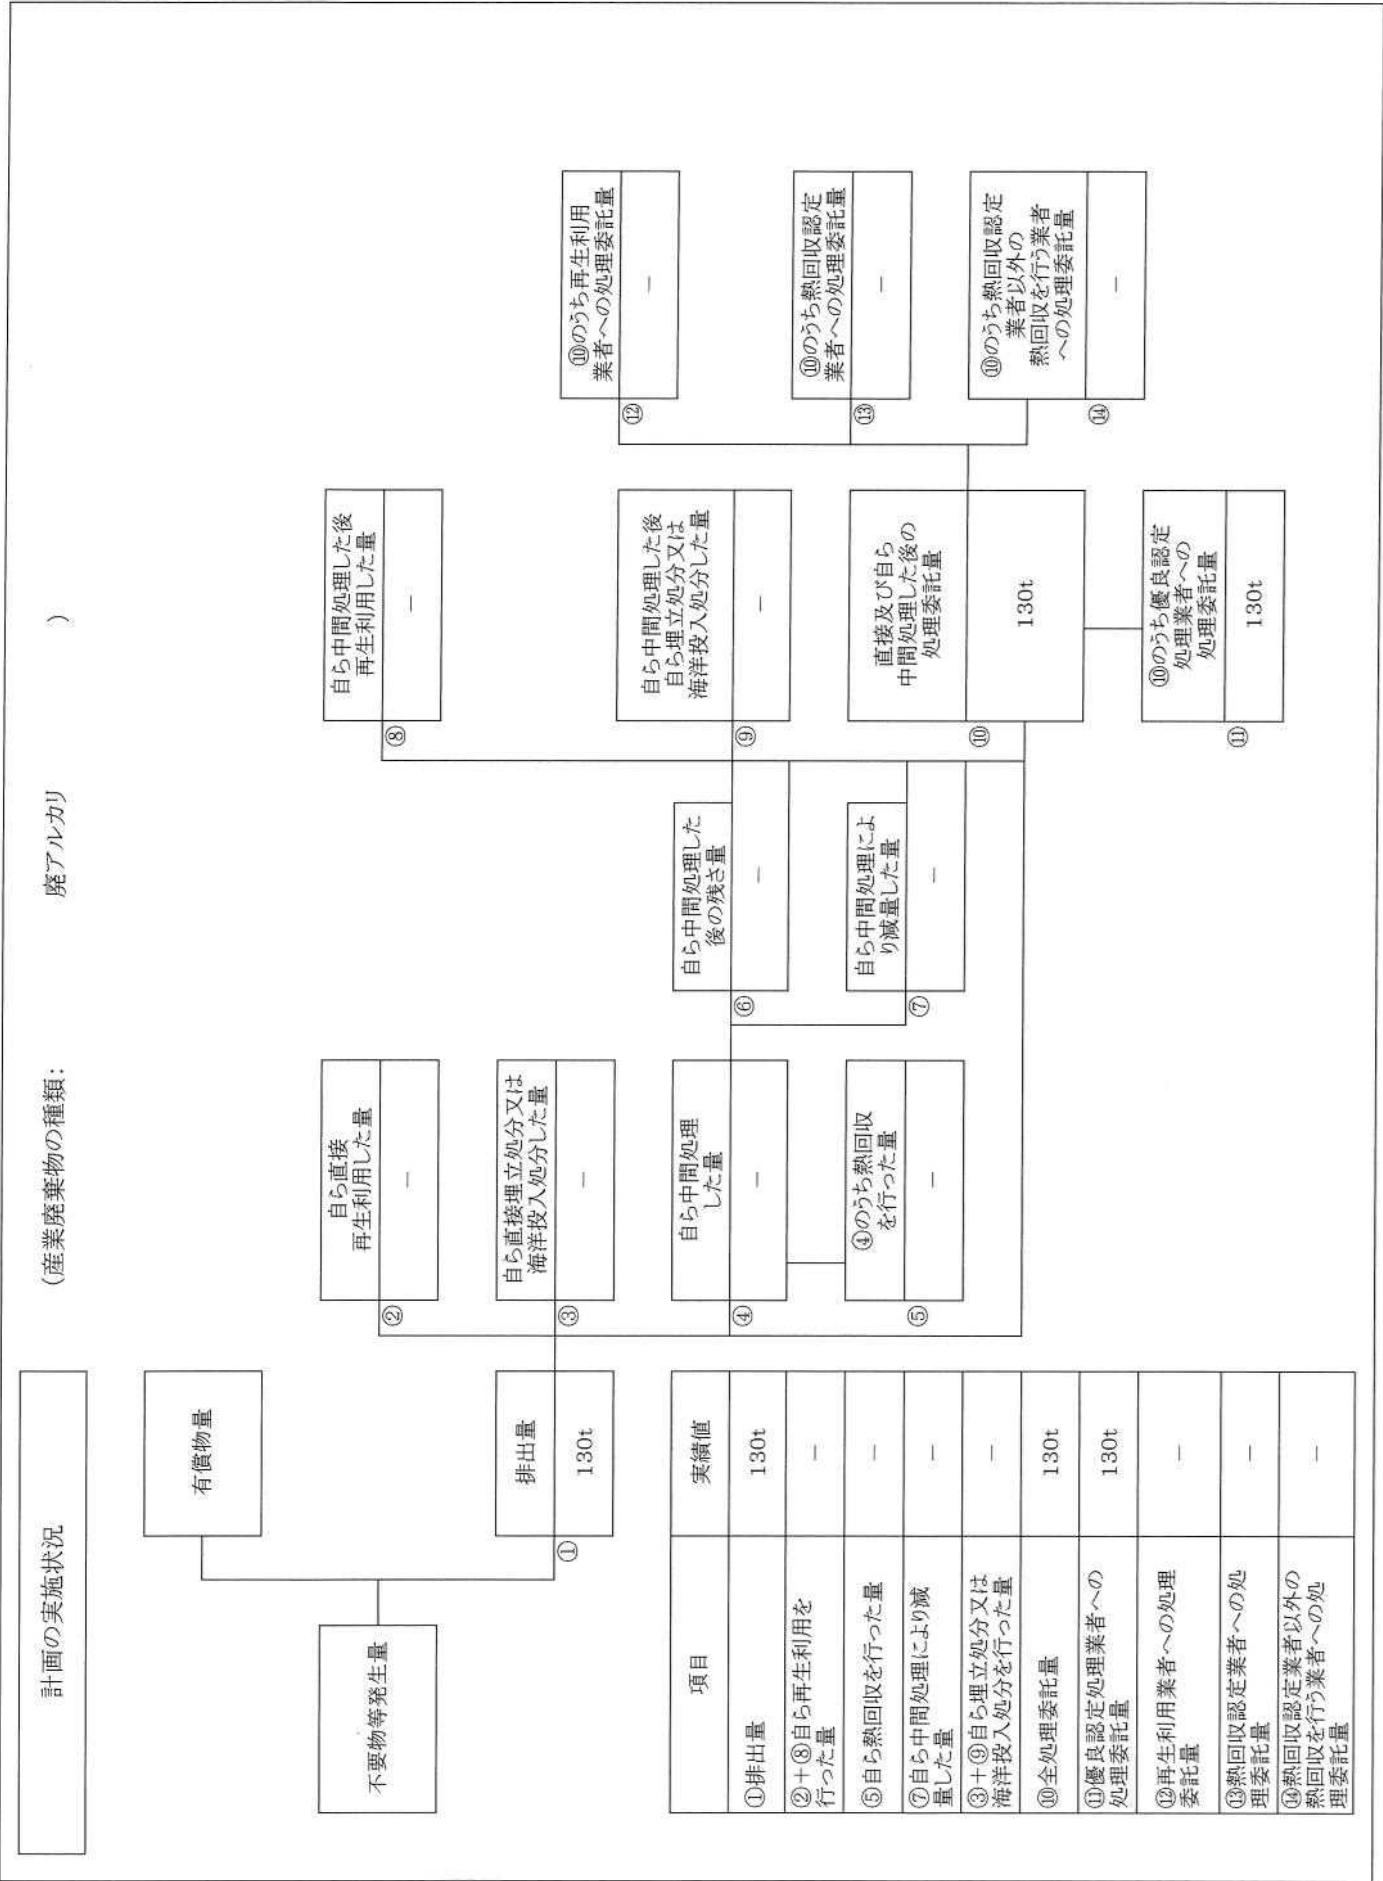 計画の実施状況
(産業廃棄物の種類: 廃アルカリ )
不要物等発生量
有償物量
①
排出量
130t
②
自ら直接
再生利用した量
－
③
自ら直接埋立処分又は
海洋投入処分した量
－
④
自ら中間処理
した量
－
⑤
④のうち熱回収
を行った量
－
⑥
自ら中間処理した
後の残さ量
－
⑦
自ら中間処理によ
り減量した量
－
⑧
自ら中間処理した後
再生利用した量
－
⑨
自ら中間処理した後
自ら埋立処分又は
海洋投入処分した量
－
⑩
直接及び自ら
中間処理した後の
処理委託量
130t
⑪
⑩のうち優良認定
処理業者への
処理委託量
130t
⑫
⑩のうち再生利用
業者への処理委託量
－
⑬
⑩のうち熱回収認定
業者への処理委託量
－
⑭
⑩のうち熱回収認定
業者以外の
熱回収を行う業者
への処理委託量
－
項目 実績値
①排出量 130t
②+⑧自ら再生利用を
行った量 －
⑤自ら熱回収を行った量 －
⑦自ら中間処理により減
量した量 －
③+⑨自ら埋立処分又は
海洋投入処分を行った量 －
⑩全処理委託量 130t
⑪優良認定処理業者への
処理委託量 130t
⑫再生利用業者への処理
委託量 －
⑬熱回収認定業者への処
理委託量 －
⑭熱回収認定業者以外の
熱回収を行う業者への処
理委託量 －